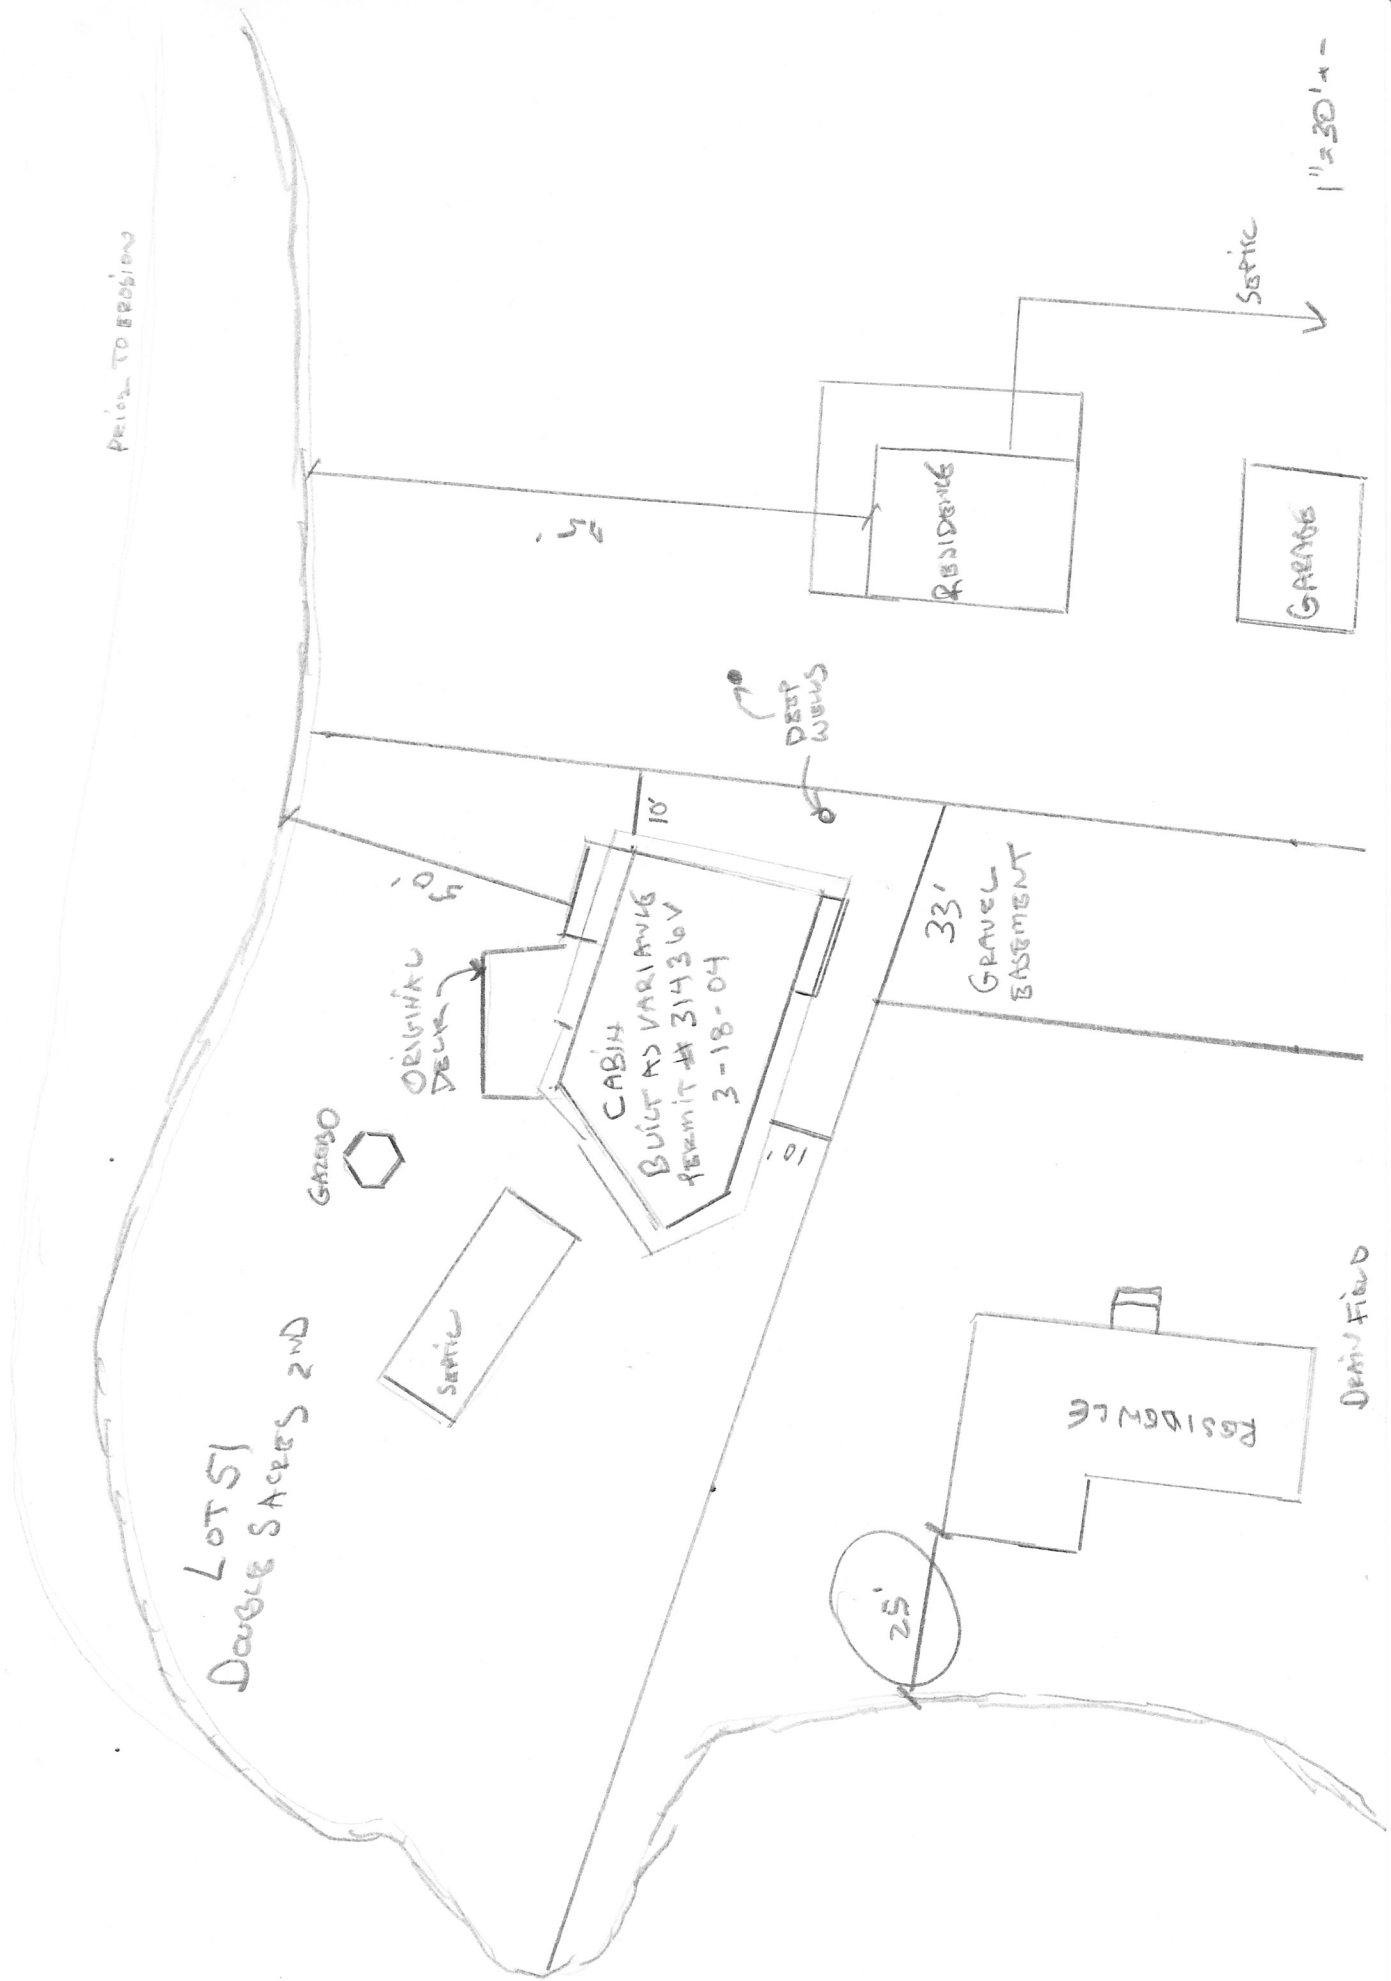 PRIOR TO EROSION
LOT 51
DOUBLE S ACRES 2ND
GAZEBO
SEPTIC
ORIGINAL
DECK
50'
10'
CABIN
BUILT AS VARIANCE
PERMIT # 31436V
3-18-04
10'
DEEP
WELLS
33'
GRAVEL
EASEMENT
RESIDENCE
GARAGE
SEPTIC
1" = 30' + -
25'
RESIDENCE
DRAIN FIELD